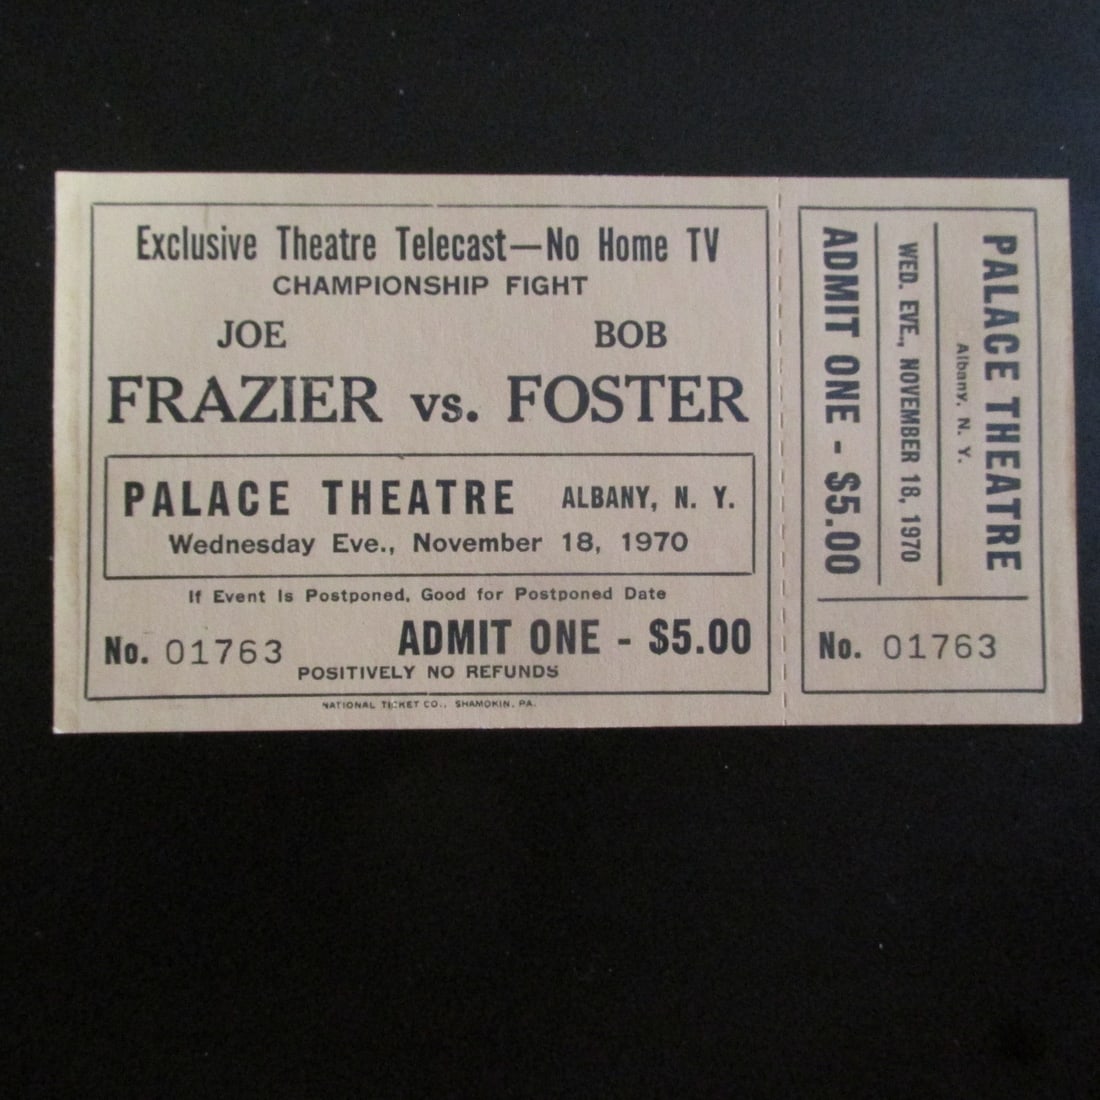 Exclusive Theatre Telecast—No Home TV
CHAMPIONSHIP FIGHT
JOE BOB
FRAZIER vs. FOSTER
PALACE THEATRE ALBANY, N. Y.
Wednesday Eve., November 18, 1970
If Event Is Postponed, Good for Postponed Date
No. 01763 ADMIT ONE - $5.00
POSITIVELY NO REFUNDS
NATIONAL TICKET CO., SHAMOKIN, PA.
PALACE THEATRE
Albany, N. Y.
WED. EVE., NOVEMBER 18, 1970
ADMIT ONE - $5.00
No. 01763